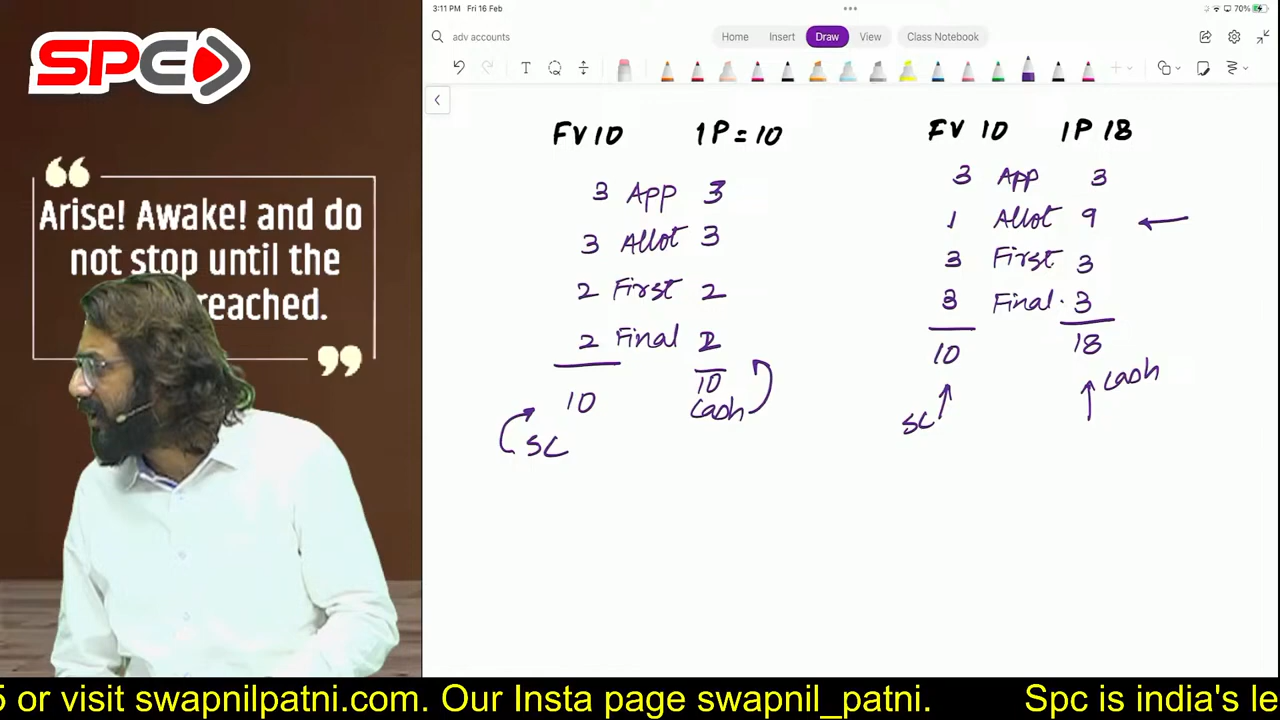 3:11 PM Fri 16 Feb
70%
adv accounts
Home Insert Draw View Class Notebook
SPC
Arise! Awake! and do
not stop until the
reached.
FV 10 IP = 10
3 App 3
3 Allot 3
2 First 2
2 Final 2
10 10
Cash
SC
FV 10 IP 18
3 App 3
1 Allot 9
3 First 3
3 Final 3
10 18
Cash
SC
5 or visit swapnilpatni.com. Our Insta page swapnil_patni. Spc is india's le